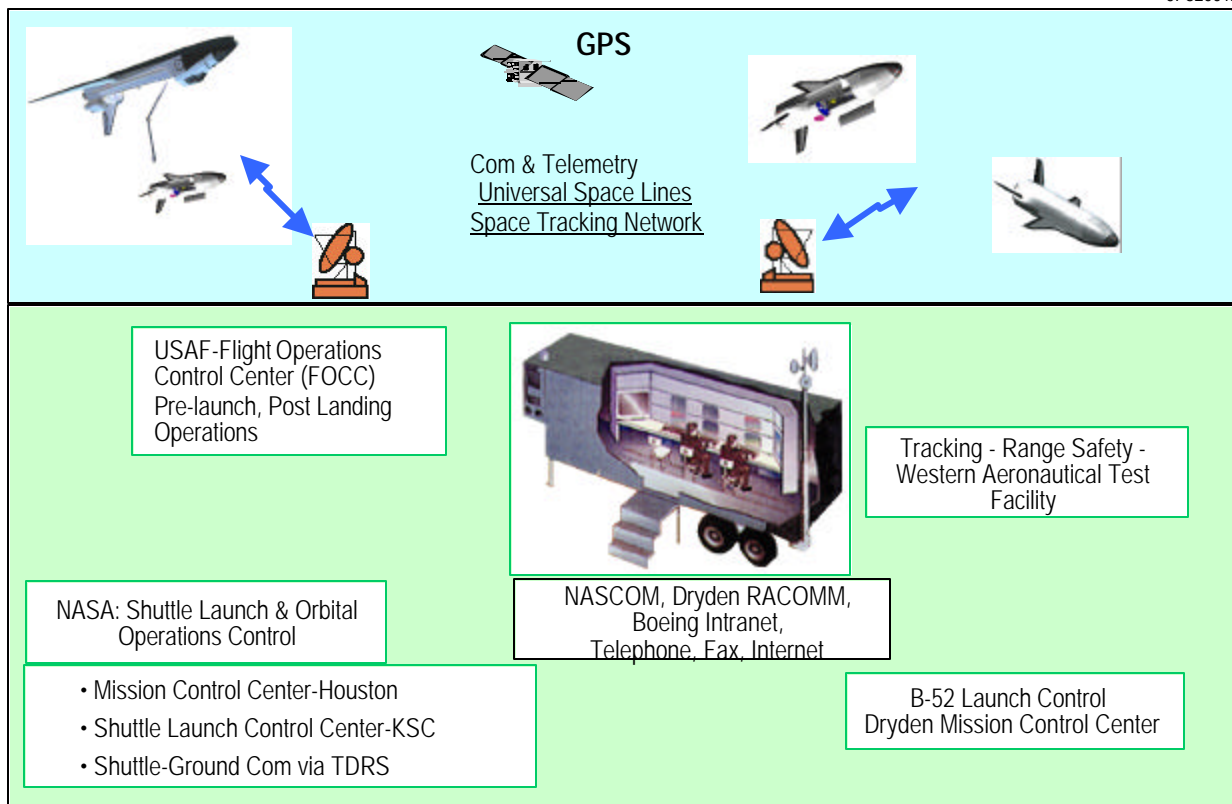 GPS
Com & Telemetry
Universal Space Lines
Space Tracking Network
USAF-Flight Operations
Control Center (FOCC)
Pre-launch, Post Landing
Operations
Tracking - Range Safety -
Western Aeronautical Test
Facility
NASA: Shuttle Launch & Orbital
Operations Control
NASCOM, Dryden RACOMM,
Boeing Intranet,
Telephone, Fax, Internet
• Mission Control Center-Houston
• Shuttle Launch Control Center-KSC
• Shuttle-Ground Com via TDRS
B-52 Launch Control
Dryden Mission Control Center